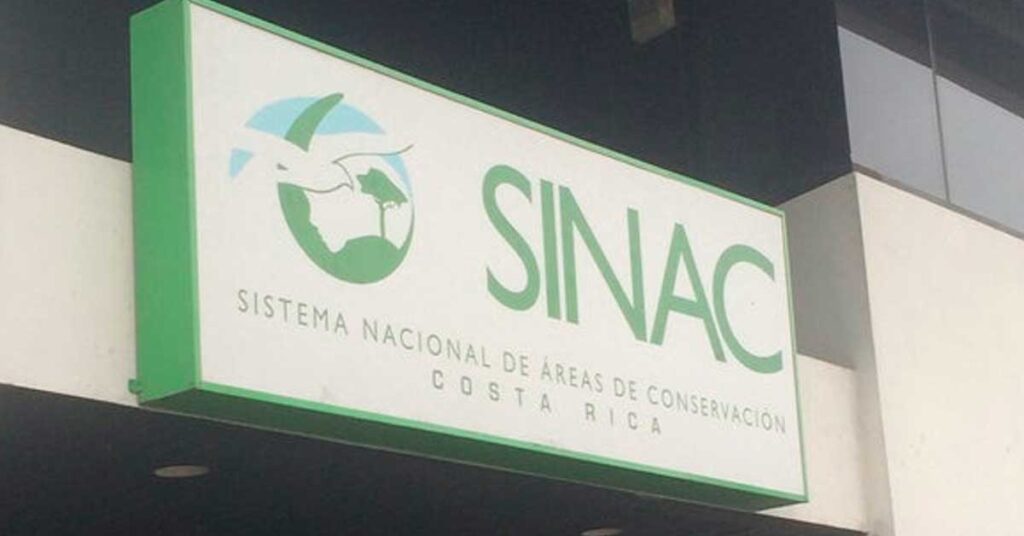 SINAC
SISTEMA NACIONAL DE ÁREAS DE CONSERVACIÓN
COSTA RICA